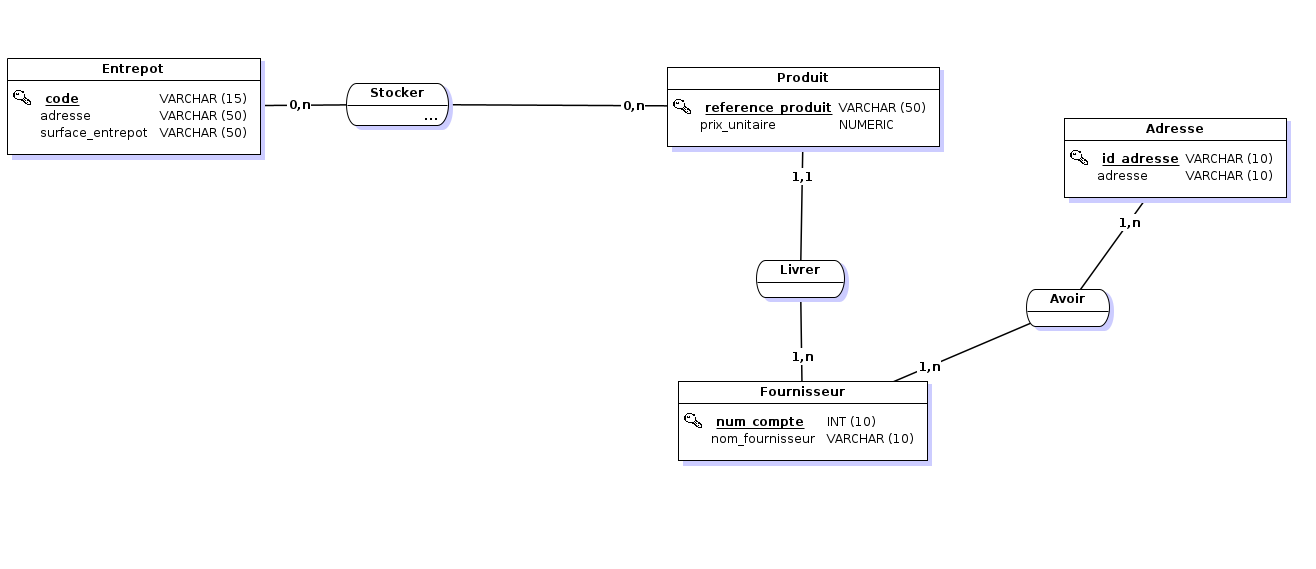 Entrepot
code VARCHAR (15)
adresse VARCHAR (50)
surface_entrepot VARCHAR (50)
0,n
Stocker
...
0,n
Produit
reference_produit VARCHAR (50)
prix_unitaire NUMERIC
Adresse
id_adresse VARCHAR (10)
adresse VARCHAR (10)
1,1
1,n
Livrer
Avoir
1,n
1,n
Fournisseur
num_compte INT (10)
nom_fournisseur VARCHAR (10)